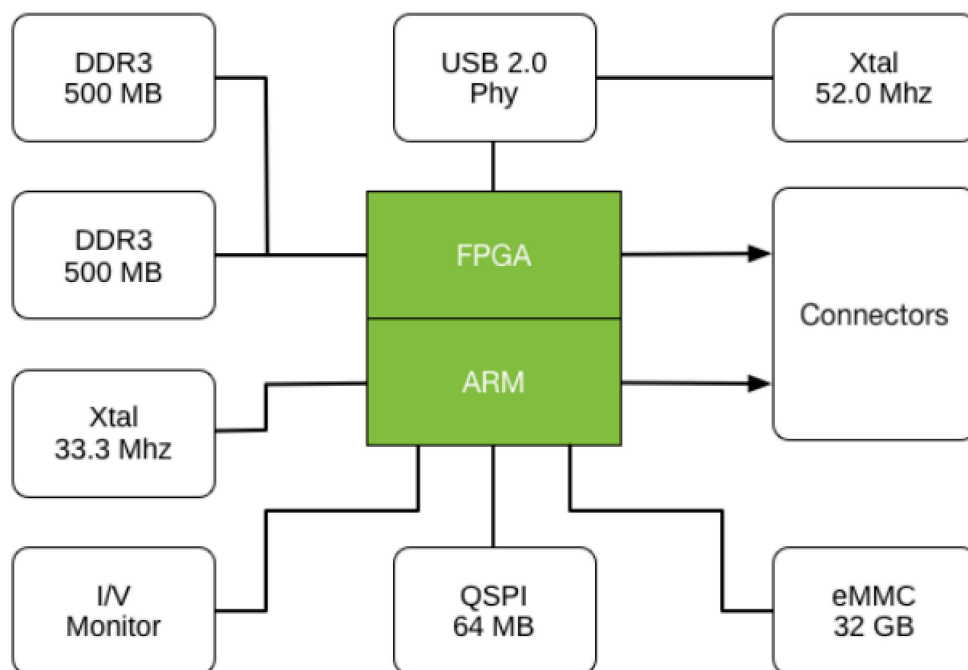 DDR3
500 MB
USB 2.0
Phy
Xtal
52.0 Mhz
DDR3
500 MB
FPGA
Connectors
ARM
Xtal
33.3 Mhz
I/V
Monitor
QSPI
64 MB
eMMC
32 GB